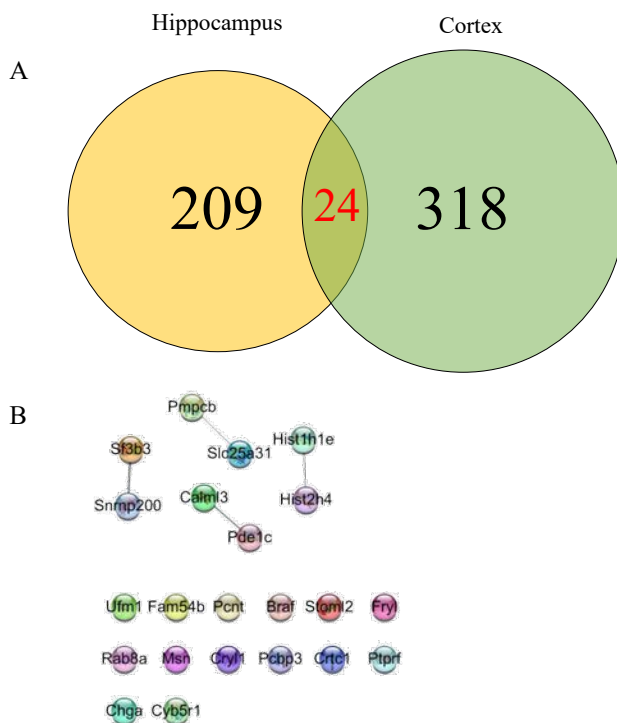 Hippocampus Cortex
A
209 24 318
B
Pmpcb
Sf3b3 Slc25a31 Hist1h1e
Snrnp200 Calml3 Hist2h4
Pde1c
Ufm1 Fam54b Pcnt Braf Stoml2 Fryl
Rab8a Msn Cryl1 Pcbp3 Crtc1 Ptprf
Chga Cyb5r1